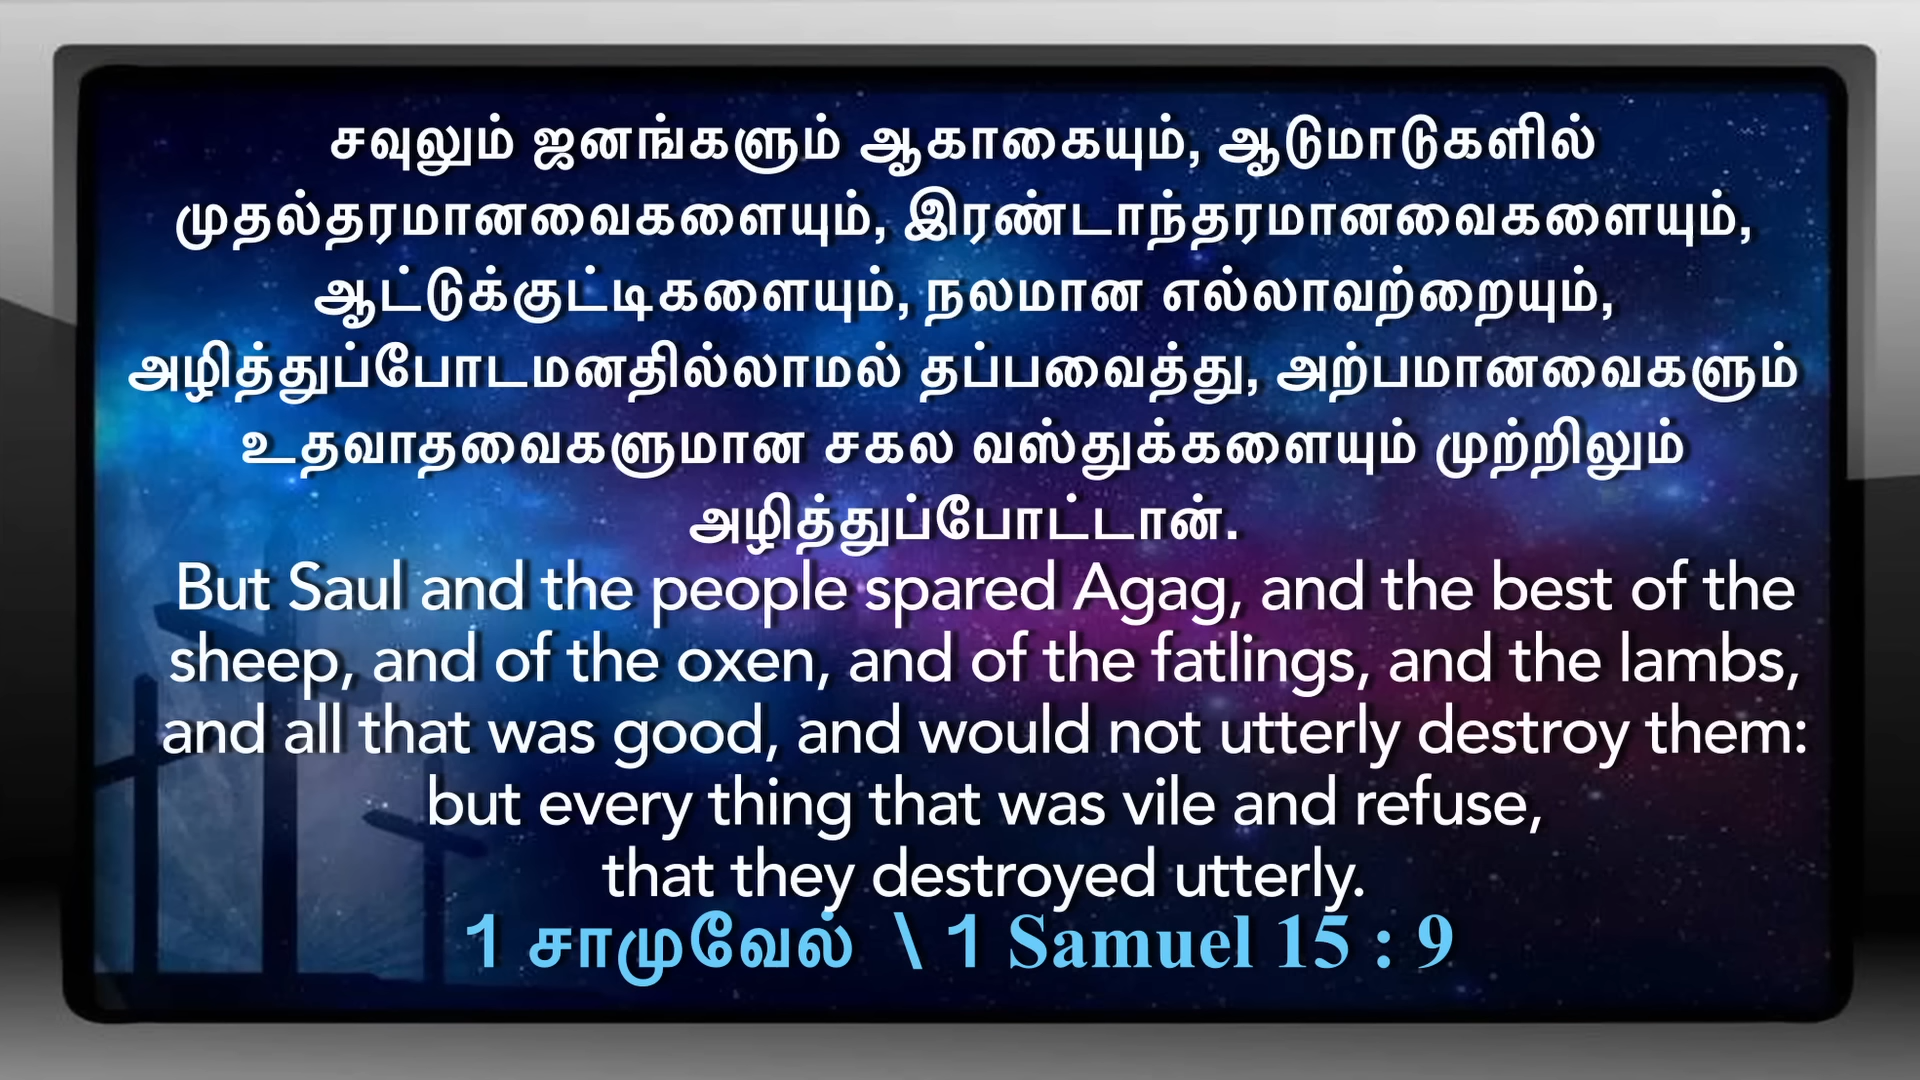 சவுலும் ஜனங்களும் ஆகாகையும், ஆடுமாடுகளில்
முதல்தரமானவைகளையும், இரண்டாந்தரமானவைகளையும்,
ஆட்டுக்குட்டிகளையும், நலமான எல்லாவற்றையும்,
அழித்துப்போடமனதில்லாமல் தப்பவைத்து, அற்பமானவைகளும்
உதவாதவைகளுமான சகல வஸ்துக்களையும் முற்றிலும்
அழித்துப்போட்டான்.
But Saul and the people spared Agag, and the best of the
sheep, and of the oxen, and of the fatlings, and the lambs,
and all that was good, and would not utterly destroy them:
but every thing that was vile and refuse,
that they destroyed utterly.
1 சாமுவேல் \ 1 Samuel 15 : 9